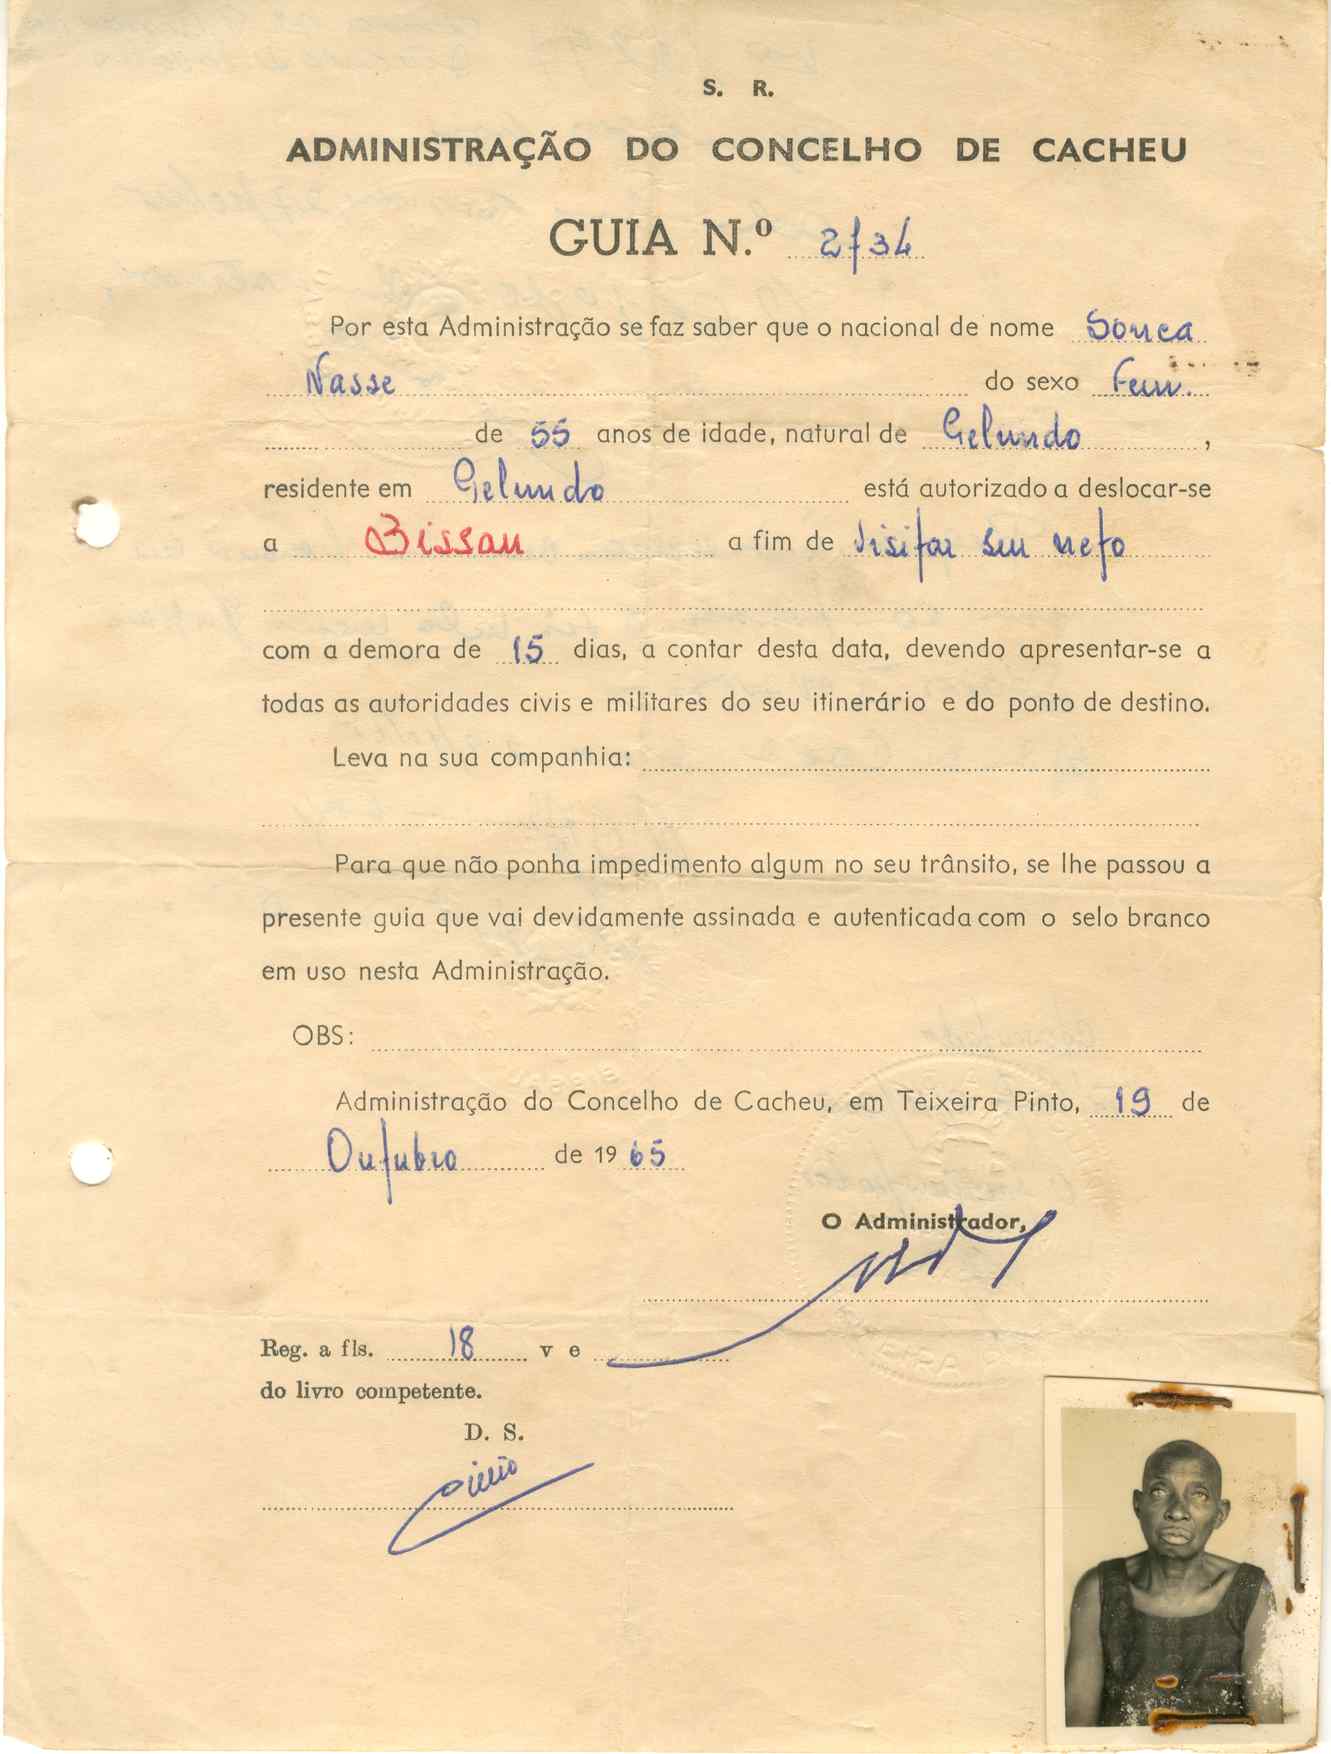 S. R.
ADMINISTRAÇÃO DO CONCELHO DE CACHEU
GUIA N.º 2/34
Por esta Administração se faz saber que o nacional de nome Sonca
Nasse do sexo Fem.
de 55 anos de idade, natural de Gelundo,
residente em Gelundo está autorizado a deslocar-se
a Bissau a fim de visitar seu neto
com a demora de 15 dias, a contar desta data, devendo apresentar-se a
todas as autoridades civis e militares do seu itinerário e do ponto de destino.
Leva na sua companhia:
Para que não ponha impedimento algum no seu trânsito, se lhe passou a
presente guia que vai devidamente assinada e autenticada com o selo branco
em uso nesta Administração.
OBS:
Administração do Concelho de Cacheu, em Teixeira Pinto, 19 de
Outubro de 1965
O Administrador,
Reg. a fls. 18 v e
do livro competente.
D. S.